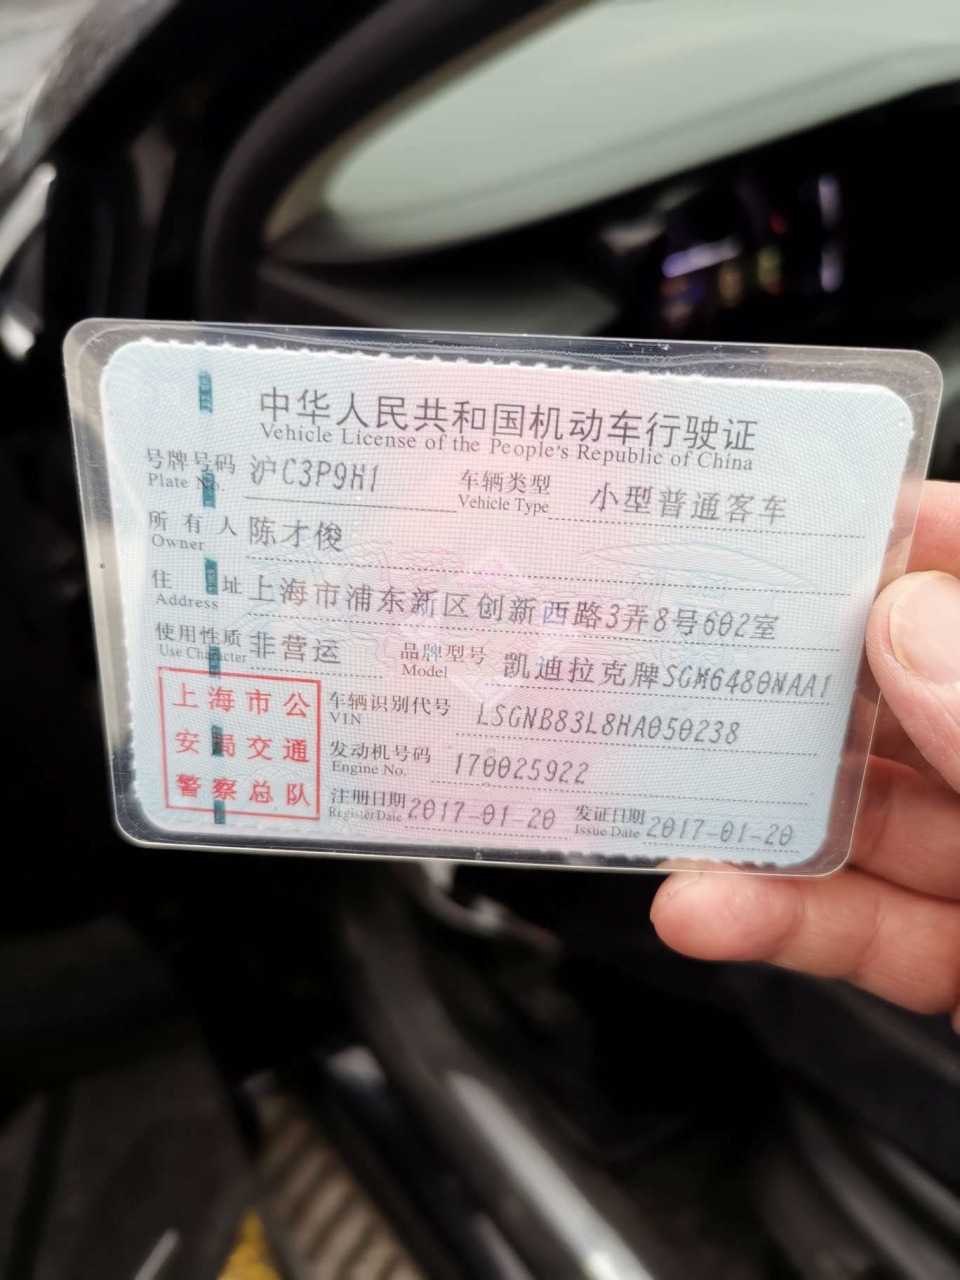 中华人民共和国机动车行驶证
Vehicle License of the People's Republic of China
号牌号码 沪C3P9H1 车辆类型 小型普通客车
Plate No. Vehicle Type
所有人 陈才俊
Owner
住址 上海市浦东新区创新西路3弄8号602室
Address
使用性质 非营运 品牌型号 凯迪拉克牌SGM6480NAA1
Use Character Model
上海市公
安局交通
警察总队
车辆识别代号 LSGNB83L8HA050238
VIN
发动机号码 170025922
Engine No.
注册日期 2017-01-20 发证日期 2017-01-20
Register Date Issue Date